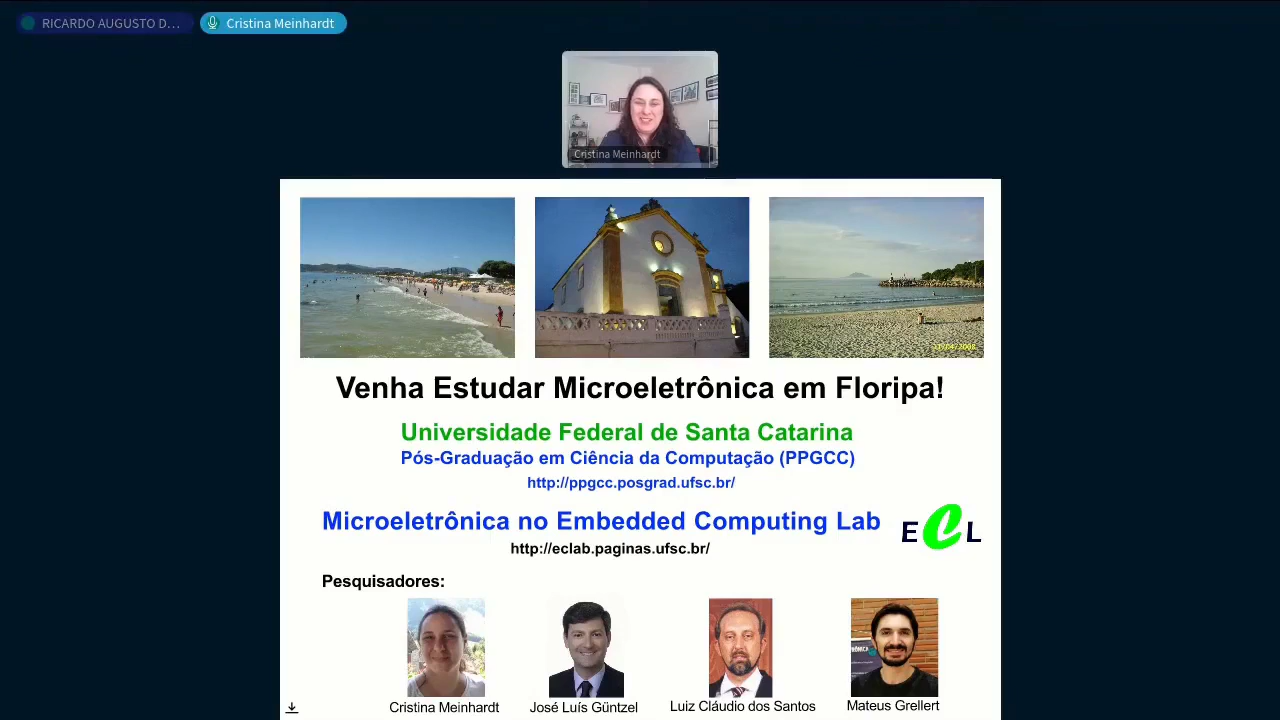 RICARDO AUGUSTO D...
Cristina Meinhardt
Cristina Meinhardt
Venha Estudar Microeletrônica em Floripa!
Universidade Federal de Santa Catarina
Pós-Graduação em Ciência da Computação (PPGCC)
http://ppgcc.posgrad.ufsc.br/
Microeletrônica no Embedded Computing Lab
ECL
http://eclab.paginas.ufsc.br/
Pesquisadores:
Cristina Meinhardt
José Luís Güntzel
Luiz Cláudio dos Santos
Mateus Grellert